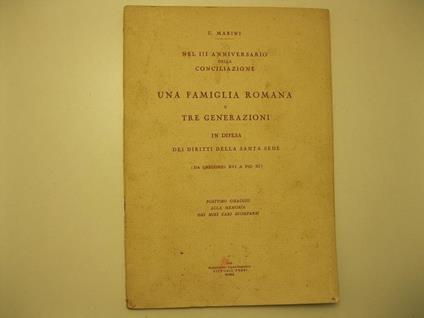 U. MARINI
NEL III ANNIVERSARIO
DELLA
CONCILIAZIONE
UNA FAMIGLIA ROMANA
E
TRE GENERAZIONI
IN DIFESA
DEI DIRITTI DELLA SANTA SEDE
(DA GREGORIO XVI A PIO XI)
POSTUMO OMAGGIO
ALLA MEMORIA
DEI MIEI CARI SCOMPARSI
ROMA